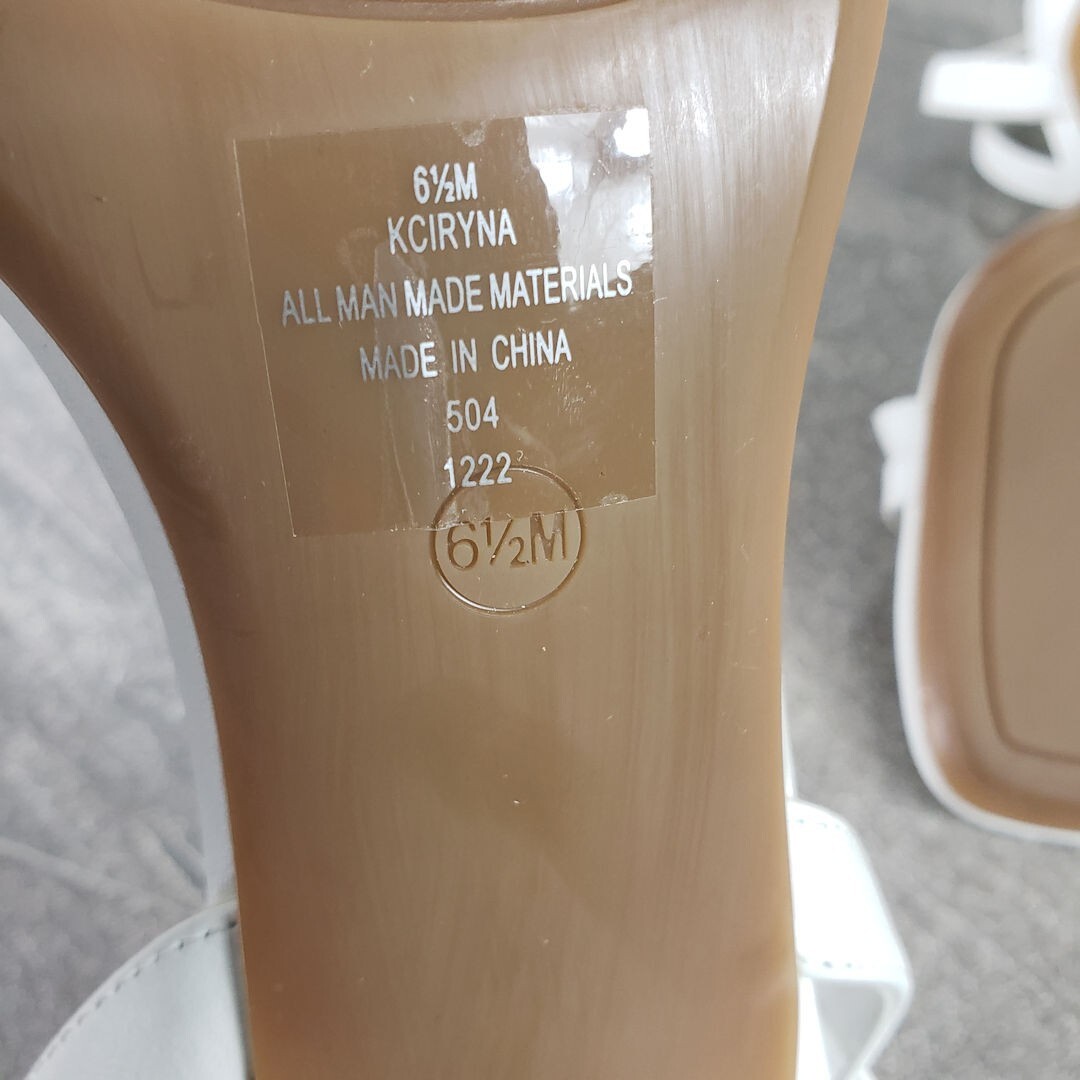 6½M
KCIRYNA
ALL MAN MADE MATERIALS
MADE IN CHINA
504
1222
6½M